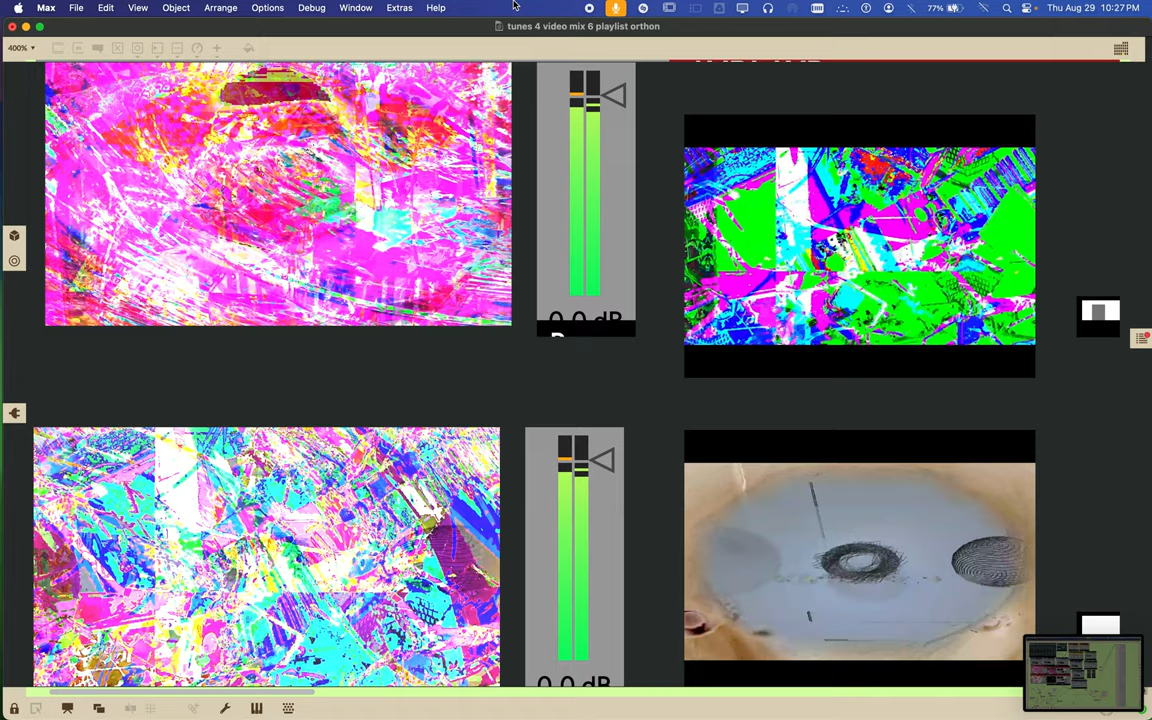 Max File Edit View Object Arrange Options Debug Window Extras Help 77% Thu Aug 29 10:27 PM
tunes 4 video mix 6 playlist orthon
400%
0.0 dB
0.0 dB